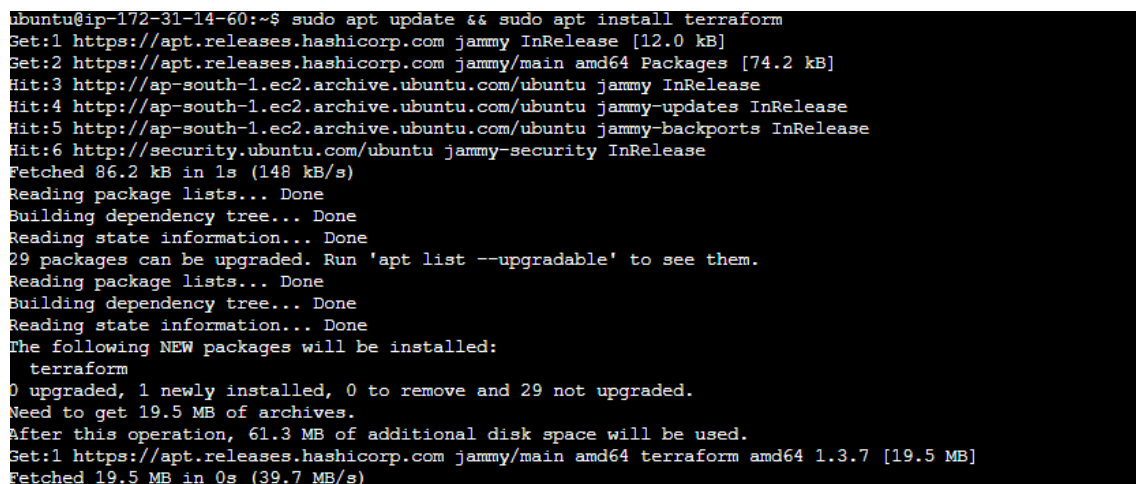 ubuntu@ip-172-31-14-60:~$ sudo apt update && sudo apt install terraform
Get:1 https://apt.releases.hashicorp.com jammy InRelease [12.0 kB]
Get:2 https://apt.releases.hashicorp.com jammy/main amd64 Packages [74.2 kB]
Hit:3 http://ap-south-1.ec2.archive.ubuntu.com/ubuntu jammy InRelease
Hit:4 http://ap-south-1.ec2.archive.ubuntu.com/ubuntu jammy-updates InRelease
Hit:5 http://ap-south-1.ec2.archive.ubuntu.com/ubuntu jammy-backports InRelease
Hit:6 http://security.ubuntu.com/ubuntu jammy-security InRelease
Fetched 86.2 kB in 1s (148 kB/s)
Reading package lists... Done
Building dependency tree... Done
Reading state information... Done
29 packages can be upgraded. Run 'apt list --upgradable' to see them.
Reading package lists... Done
Building dependency tree... Done
Reading state information... Done
The following NEW packages will be installed:
  terraform
0 upgraded, 1 newly installed, 0 to remove and 29 not upgraded.
Need to get 19.5 MB of archives.
After this operation, 61.3 MB of additional disk space will be used.
Get:1 https://apt.releases.hashicorp.com jammy/main amd64 terraform amd64 1.3.7 [19.5 MB]
Fetched 19.5 MB in 0s (39.7 MB/s)